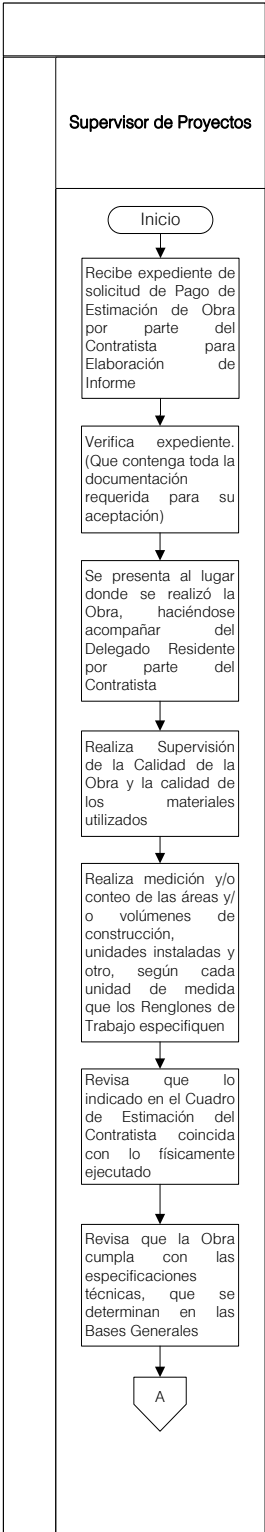 Supervisor de Proyectos
Inicio
Recibe expediente de
solicitud de Pago de
Estimación de Obra
por parte del
Contratista para
Elaboración de
Informe
Verifica expediente.
(Que contenga toda la
documentación
requerida para su
aceptación)
Se presenta al lugar
donde se realizó la
Obra, haciéndose
acompañar del
Delegado Residente
por parte del
Contratista
Realiza Supervisión
de la Calidad de la
Obra y la calidad de
los materiales
utilizados
Realiza medición y/o
conteo de las áreas y/
o volúmenes de
construcción,
unidades instaladas y
otro, según cada
unidad de medida
que los Renglones de
Trabajo especifiquen
Revisa que lo
indicado en el Cuadro
de Estimación del
Contratista coincida
con lo físicamente
ejecutado
Revisa que la Obra
cumpla con las
especificaciones
técnicas, que se
determinan en las
Bases Generales
A